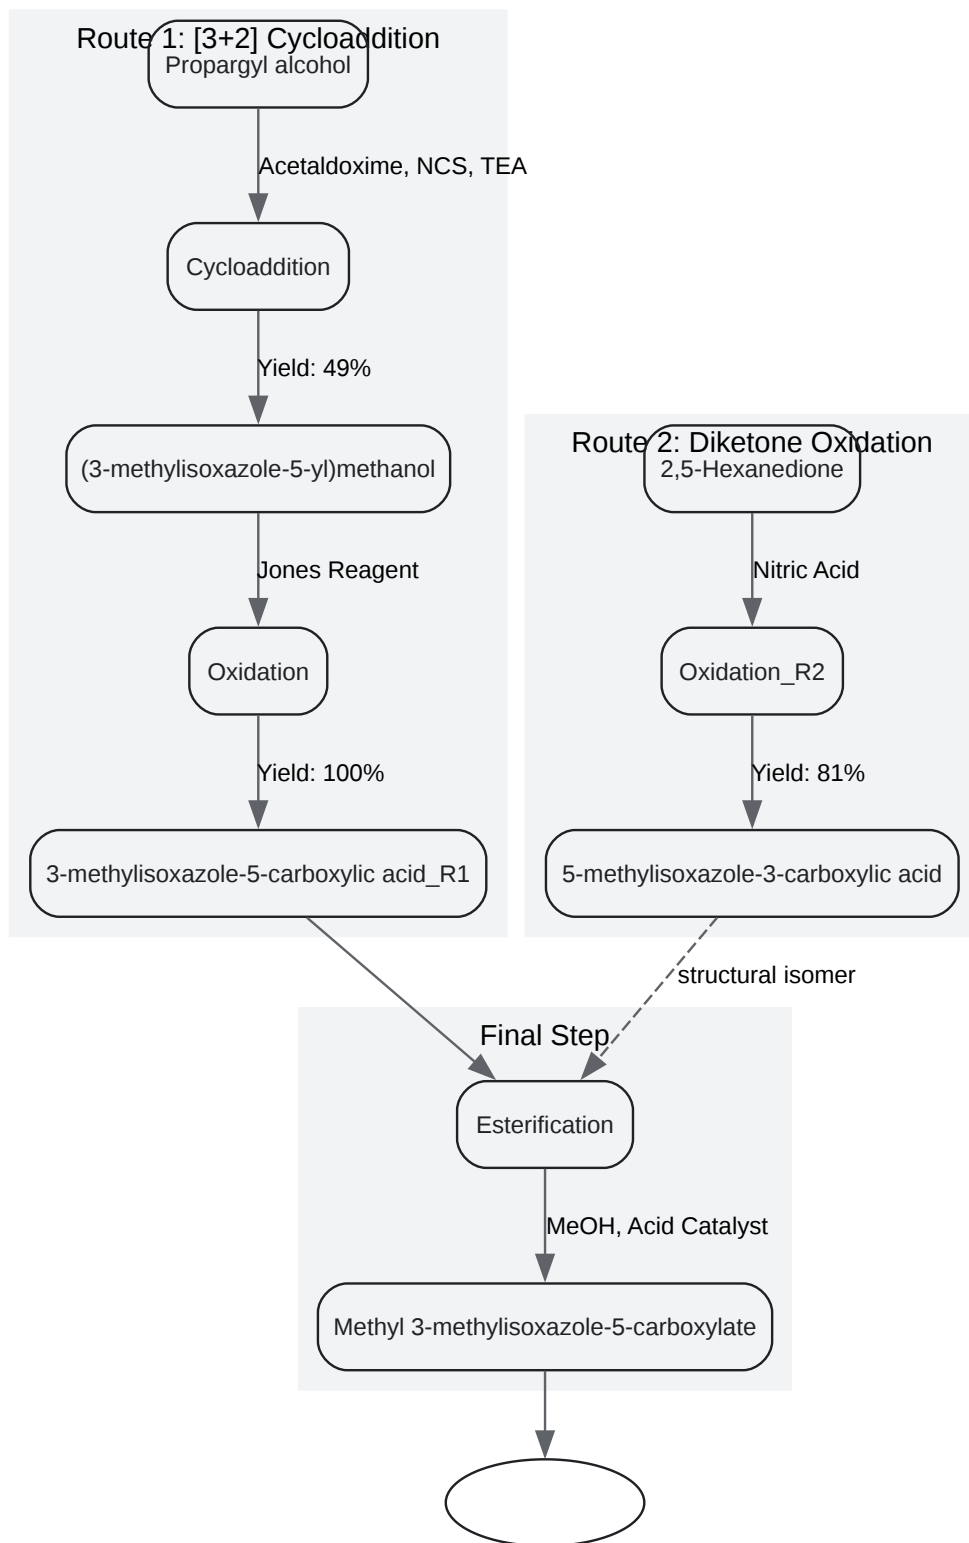 Route 1: [3+2] Cycloaddition
Propargyl alcohol
Acetaldoxime, NCS, TEA
Cycloaddition
Yield: 49%
(3-methylisoxazole-5-yl)methanol
Jones Reagent
Oxidation
Yield: 100%
3-methylisoxazole-5-carboxylic acid_R1
Route 2: Diketone Oxidation
2,5-Hexanedione
Nitric Acid
Oxidation_R2
Yield: 81%
5-methylisoxazole-3-carboxylic acid
structural isomer
Final Step
Esterification
MeOH, Acid Catalyst
Methyl 3-methylisoxazole-5-carboxylate